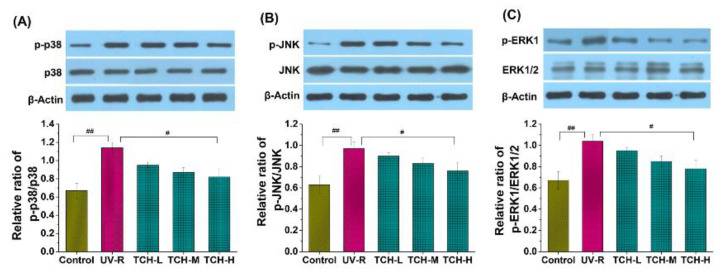 (A)
p-p38
p38
β-Actin
##
#
Relative ratio of
p-p38/p38
1.4
1.2
1.0
0.8
0.6
0.4
0.2
0.0
Control UV-R TCH-L TCH-M TCH-H
(B)
p-JNK
JNK
β-Actin
##
#
Relative ratio of
p-JNK/JNK
1.2
1.0
0.8
0.6
0.4
0.2
0.0
Control UV-R TCH-L TCH-M TCH-H
(C)
p-ERK1
ERK1/2
β-Actin
##
#
Relative ratio of
p-ERK1/ERK1/2
1.2
1.0
0.8
0.6
0.4
0.2
0.0
Control UV-R TCH-L TCH-M TCH-H